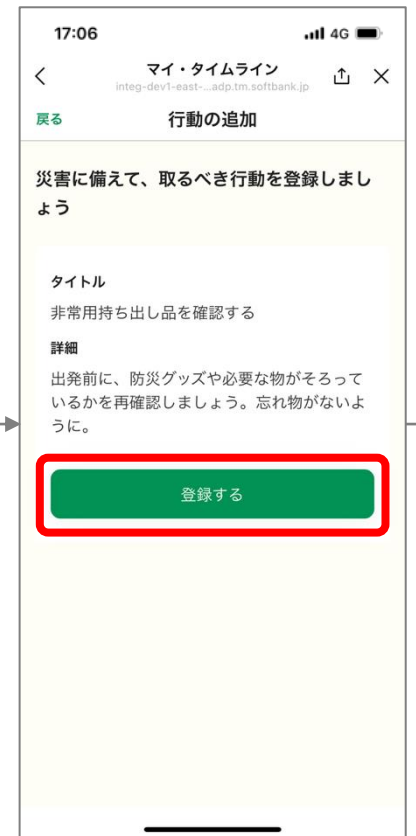 17:06
4G
マイ・タイムライン
integ-dev1-east-...adp.tm.softbank.jp
戻る
行動の追加
災害に備えて、取るべき行動を登録しまし
ょう
タイトル
非常用持ち出し品を確認する
詳細
出発前に、防災グッズや必要な物がそろって
いるかを再確認しましょう。忘れ物がないよ
うに。
登録する